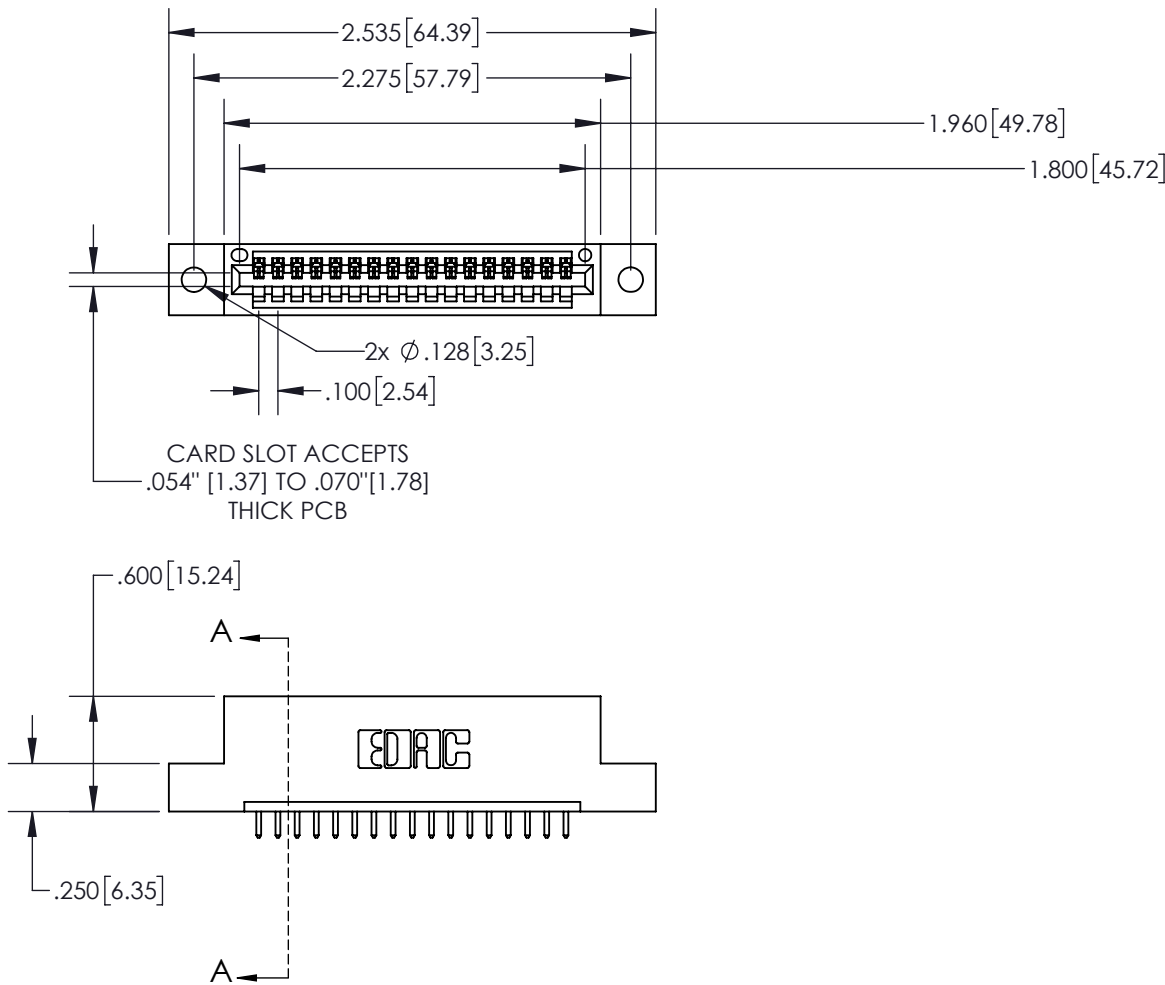 2.535[64.39]
2.275[57.79]
1.960[49.78]
1.800[45.72]
2x ∅.128[3.25]
.100[2.54]
CARD SLOT ACCEPTS
.054" [1.37] TO .070"[1.78]
THICK PCB
.600[15.24]
A
EDAC
.250[6.35]
A